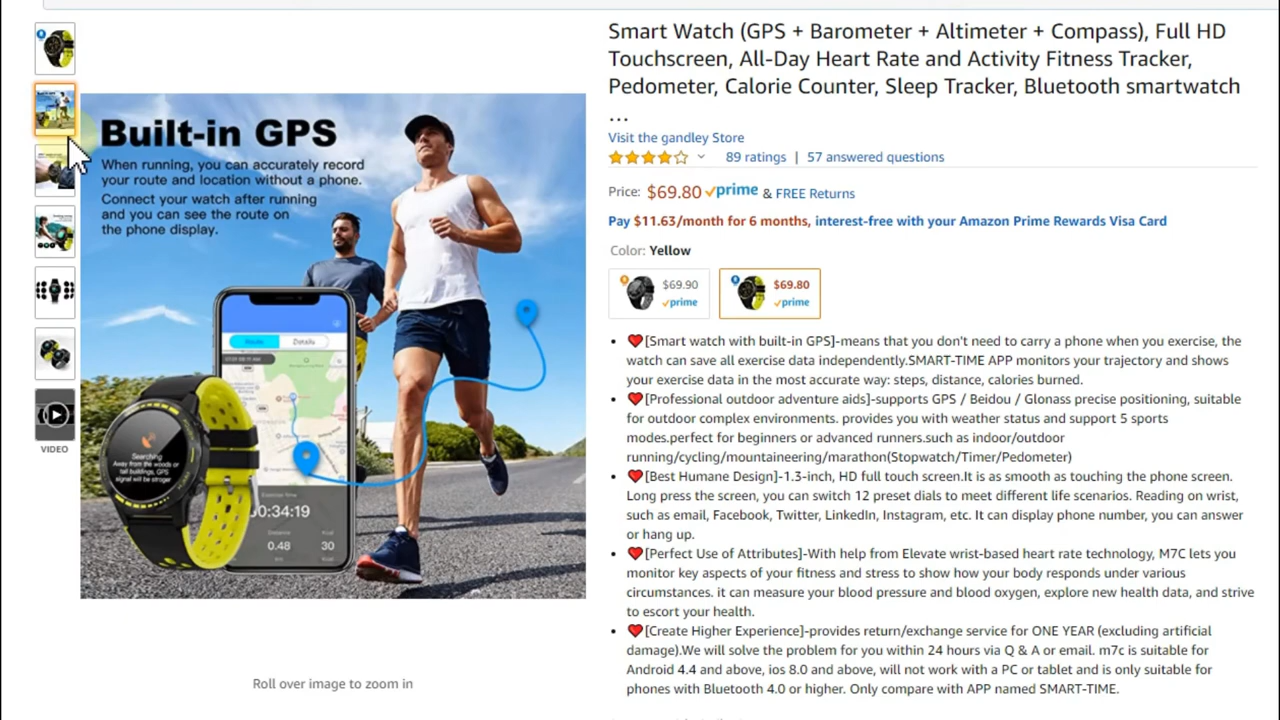 Smart Watch (GPS + Barometer + Altimeter + Compass), Full HD
Touchscreen, All-Day Heart Rate and Activity Fitness Tracker,
Pedometer, Calorie Counter, Sleep Tracker, Bluetooth smartwatch
...
Visit the gandley Store
89 ratings | 57 answered questions
Price: $69.80 prime & FREE Returns
Pay $11.63/month for 6 months, interest-free with your Amazon Prime Rewards Visa Card
Color: Yellow
$69.90
prime
$69.80
prime
[Smart watch with built-in GPS]-means that you don't need to carry a phone when you exercise, the
watch can save all exercise data independently.SMART-TIME APP monitors your trajectory and shows
your exercise data in the most accurate way: steps, distance, calories burned.
[Professional outdoor adventure aids]-supports GPS / Beidou / Glonass precise positioning, suitable
for outdoor complex environments. provides you with weather status and support 5 sports
modes.perfect for beginners or advanced runners.such as indoor/outdoor
running/cycling/mountaineering/marathon(Stopwatch/Timer/Pedometer)
[Best Humane Design]-1.3-inch, HD full touch screen.It is as smooth as touching the phone screen.
Long press the screen, you can switch 12 preset dials to meet different life scenarios. Reading on wrist,
such as email, Facebook, Twitter, LinkedIn, Instagram, etc. It can display phone number, you can answer
or hang up.
[Perfect Use of Attributes]-With help from Elevate wrist-based heart rate technology, M7C lets you
monitor key aspects of your fitness and stress to show how your body responds under various
circumstances. it can measure your blood pressure and blood oxygen, explore new health data, and strive
to escort your health.
[Create Higher Experience]-provides return/exchange service for ONE YEAR (excluding artificial
damage).We will solve the problem for you within 24 hours via Q & A or email. m7c is suitable for
Android 4.4 and above, ios 8.0 and above, will not work with a PC or tablet and is only suitable for
phones with Bluetooth 4.0 or higher. Only compare with APP named SMART-TIME.
Built-in GPS
When running, you can accurately record
your route and location without a phone.
Connect your watch after running
and you can see the route on
the phone display.
Route
Details
Searching
Away from the woods or
tall buildings, GPS
signal will be stroger
Exercise time
0:34:19
Distance
0.48
30
VIDEO
Roll over image to zoom in